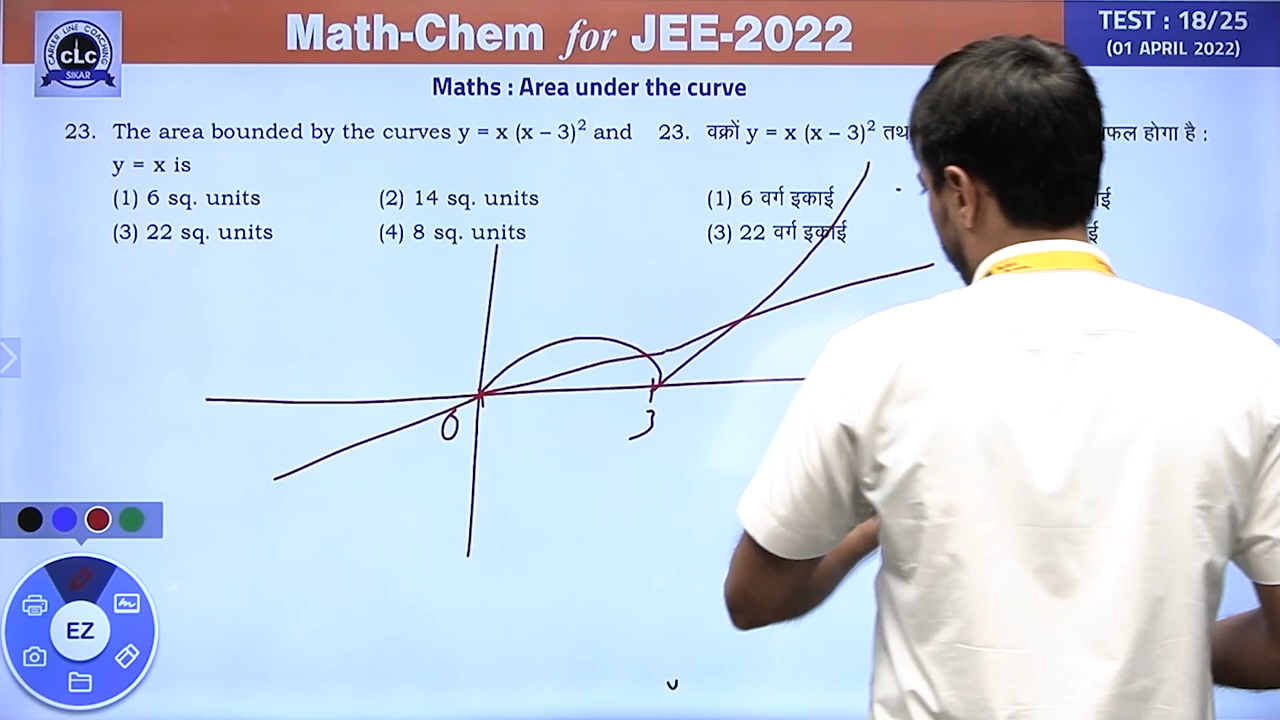 Math-Chem for JEE-2022
TEST : 18/25
(01 APRIL 2022)
CAREER LINE COACHING
CLC
SIKAR
Maths : Area under the curve
23. The area bounded by the curves y = x (x – 3)² and
y = x is
(1) 6 sq. units (2) 14 sq. units
(3) 22 sq. units (4) 8 sq. units
23. वक्रों y = x (x – 3)² होगा है :
(1) 6 वर्ग इकाई
(3) 22 वर्ग इकाई
0
3
EZ